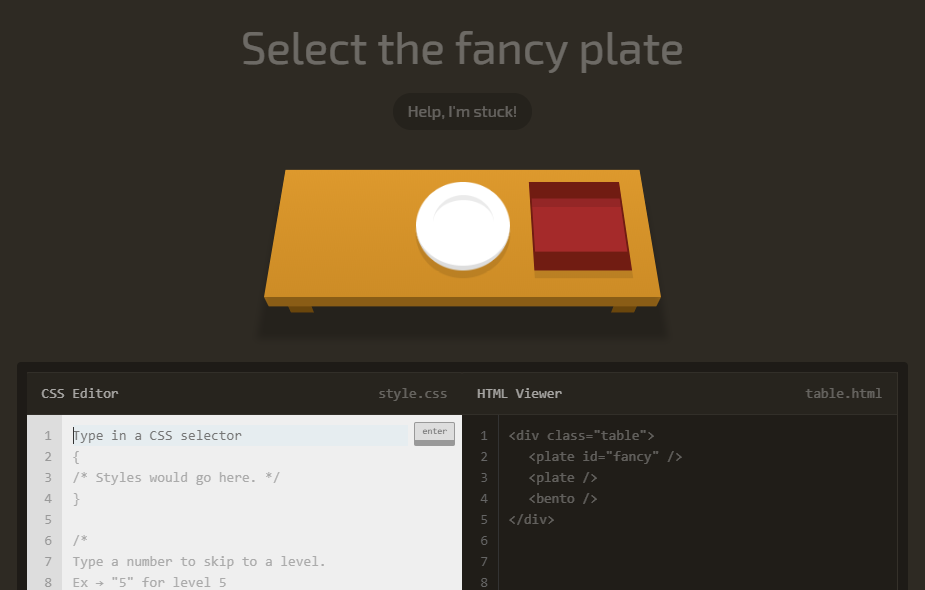 Select the fancy plate
Help, I'm stuck!
CSS Editor
style.css
1 Type in a CSS selector
enter
2 {
3 /* Styles would go here. */
4 }
5
6 /*
7 Type a number to skip to a level.
8 Ex → "5" for level 5
HTML Viewer
table.html
1 <div class="table">
2 <plate id="fancy" />
3 <plate />
4 <bento />
5 </div>
6
7
8